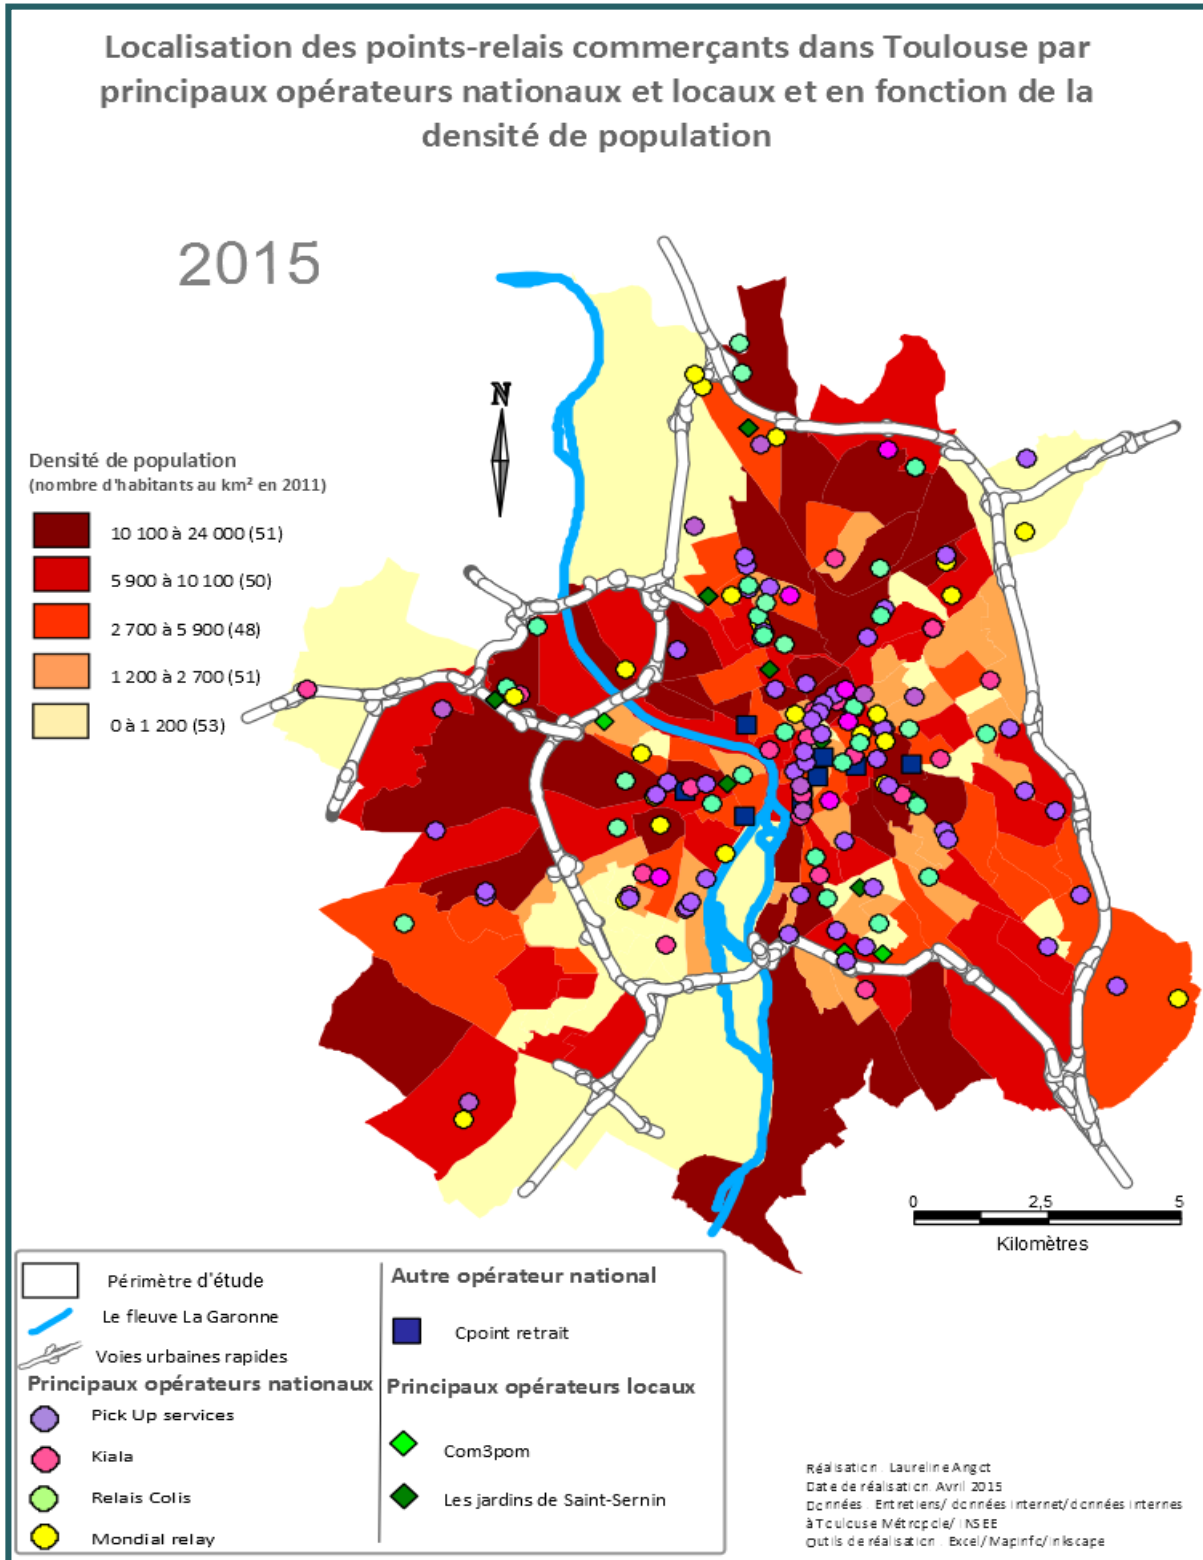 Localisation des points-relais commerçants dans Toulouse par
principaux opérateurs nationaux et locaux et en fonction de la
densité de population
2015
N
Densité de population
(nombre d'habitants au km² en 2011)
10 100 à 24 000 (51)
5 900 à 10 100 (50)
2 700 à 5 900 (48)
1 200 à 2 700 (51)
0 à 1 200 (53)
0 2,5 5
Kilomètres
Périmètre d'étude
Le fleuve La Garonne
Voies urbaines rapides
Principaux opérateurs nationaux
Pick Up services
Kiala
Relais Colis
Mondial relay
Autre opérateur national
Cpoint retrait
Principaux opérateurs locaux
Com3pom
Les jardins de Saint-Sernin
Réalisation : Laureline Angot
Date de réalisation: Avril 2015
Données : Entretiens/ données internet/données internes
à Toulouse Métropole/ INSEE
Outils de réalisation : Excel/Mapinfo/Inkscape